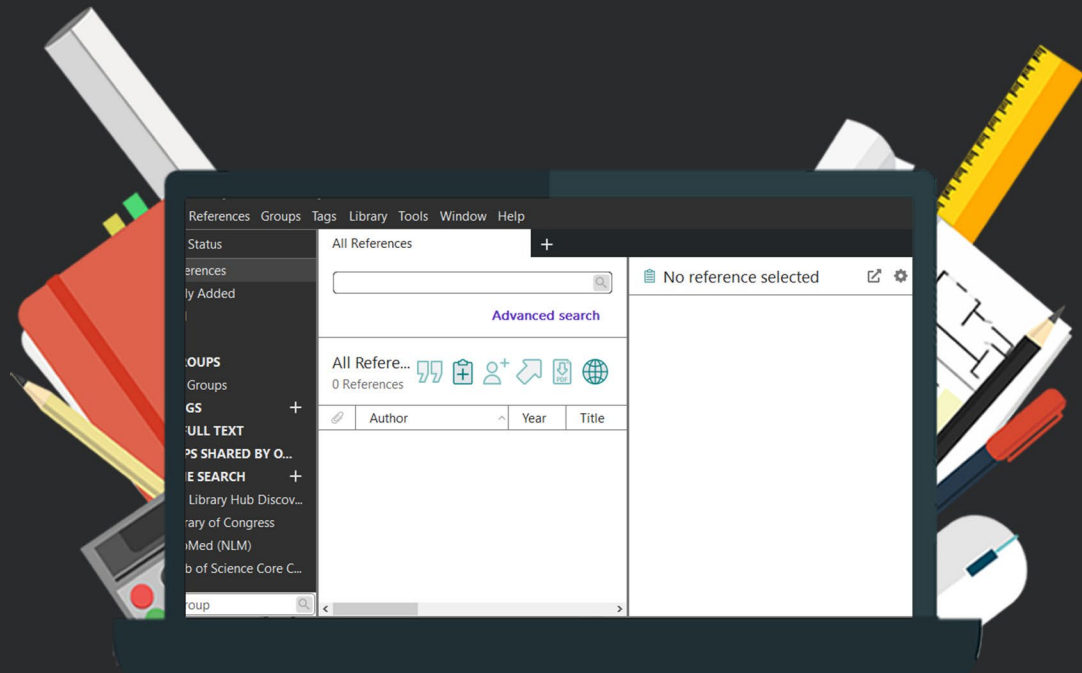 References Groups Tags Library Tools Window Help
Status
All References
+
erences
No reference selected
ly Added
Advanced search
OUPS
All Refere...
Groups
0 References
PDF
GS +
Author Year Title
FULL TEXT
PS SHARED BY O...
E SEARCH +
Library Hub Discov...
rary of Congress
Med (NLM)
b of Science Core C...
roup